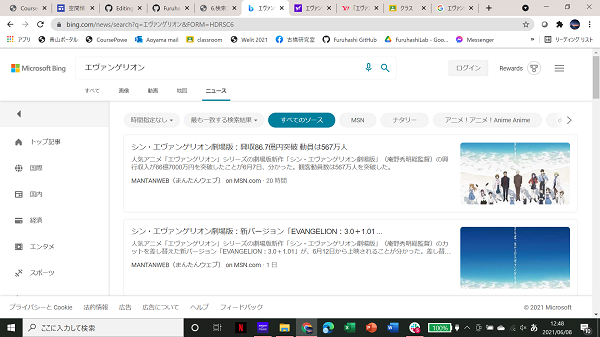 Course
空間情
Editing
Furuha
６検索
エヴァン
エヴァン
「エヴァ
クラス
エヴァン
bing.com/news/search?q=エヴァンゲリオン&FORM=HDRSC6
アプリ
青山ポータル
CoursePowe
Aoyama mail
classroom
Welit 2021
古橋研究室
Furuhashi GitHub
FuruhashiLab - Goo...
Messenger
»
リーディング リスト
Microsoft Bing
エヴァンゲリオン
ログイン
Rewards
すべて 画像 動画 地図 ニュース
時間指定なし
最も一致する検索結果
すべてのソース
MSN
ナタリー
アニメ！アニメ！Anime Anime
トップ記事
国際
国内
経済
エンタメ
スポーツ
シン・エヴァンゲリオン劇場版：興収86.7億円突破 動員は567万人
人気アニメ「エヴァンゲリオン」シリーズの劇場版新作「シン・エヴァンゲリオン劇場版」（庵野秀明総監督）の興
行収入が86億7000万円を突破したことが6月7日、分かった。観客動員数は567万人を突破した。
MANTANWEB（まんたんウェブ） on MSN.com · 20 時間
シン・エヴァンゲリオン劇場版：新バージョン「EVANGELION：3.0＋1.01 ...
人気アニメ「エヴァンゲリオン」シリーズの劇場版新作「シン・エヴァンゲリオン劇場版」（庵野秀明総監督）のカ
ットを差し替えた新バージョン「EVANGELION：3.0＋1.01」が、6月12日から上映されることが分かった。差し替...
MANTANWEB（まんたんウェブ） on MSN.com · 1 日
プライバシーと Cookie 法的情報 広告 広告について ヘルプ フィードバック
© 2021 Microsoft
ここに入力して検索
100%
あ
12:48
2021/06/08